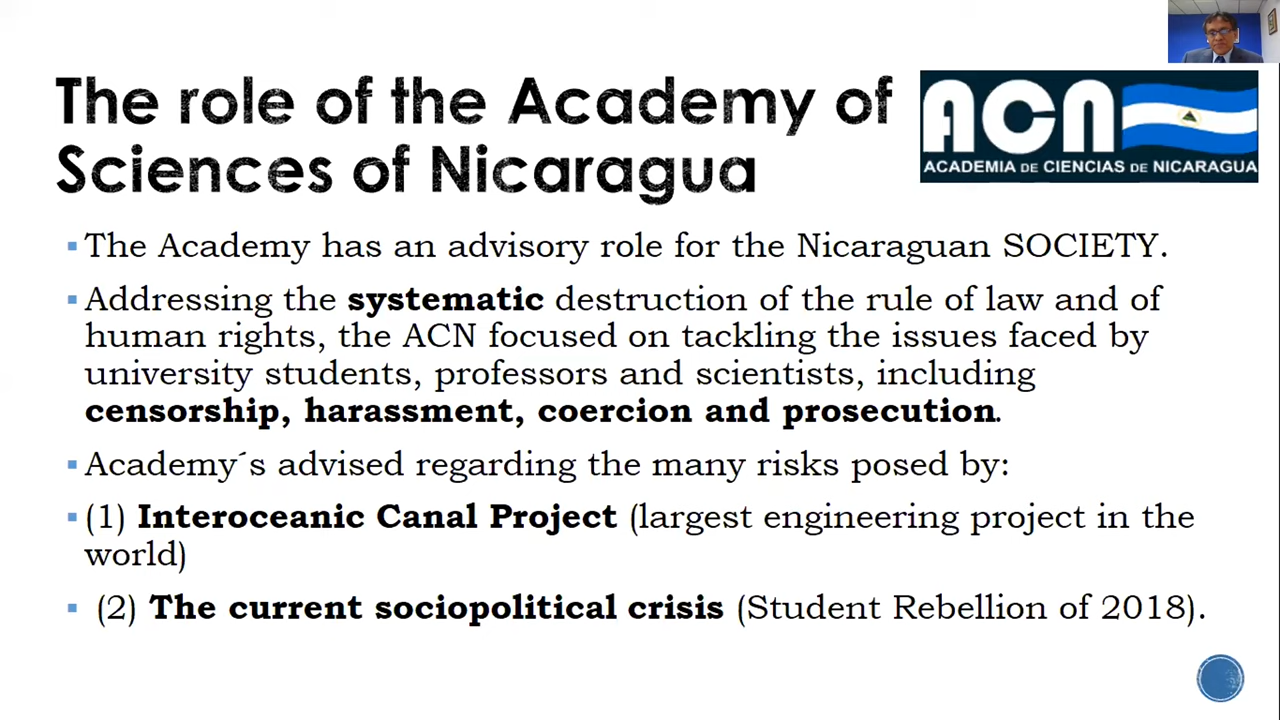 The role of the Academy of
Sciences of Nicaragua
ACN
ACADEMIA DE CIENCIAS DE NICARAGUA
▪ The Academy has an advisory role for the Nicaraguan SOCIETY.
▪ Addressing the systematic destruction of the rule of law and of
human rights, the ACN focused on tackling the issues faced by
university students, professors and scientists, including
censorship, harassment, coercion and prosecution.
▪ Academy´s advised regarding the many risks posed by:
▪ (1) Interoceanic Canal Project (largest engineering project in the
world)
▪ (2) The current sociopolitical crisis (Student Rebellion of 2018).